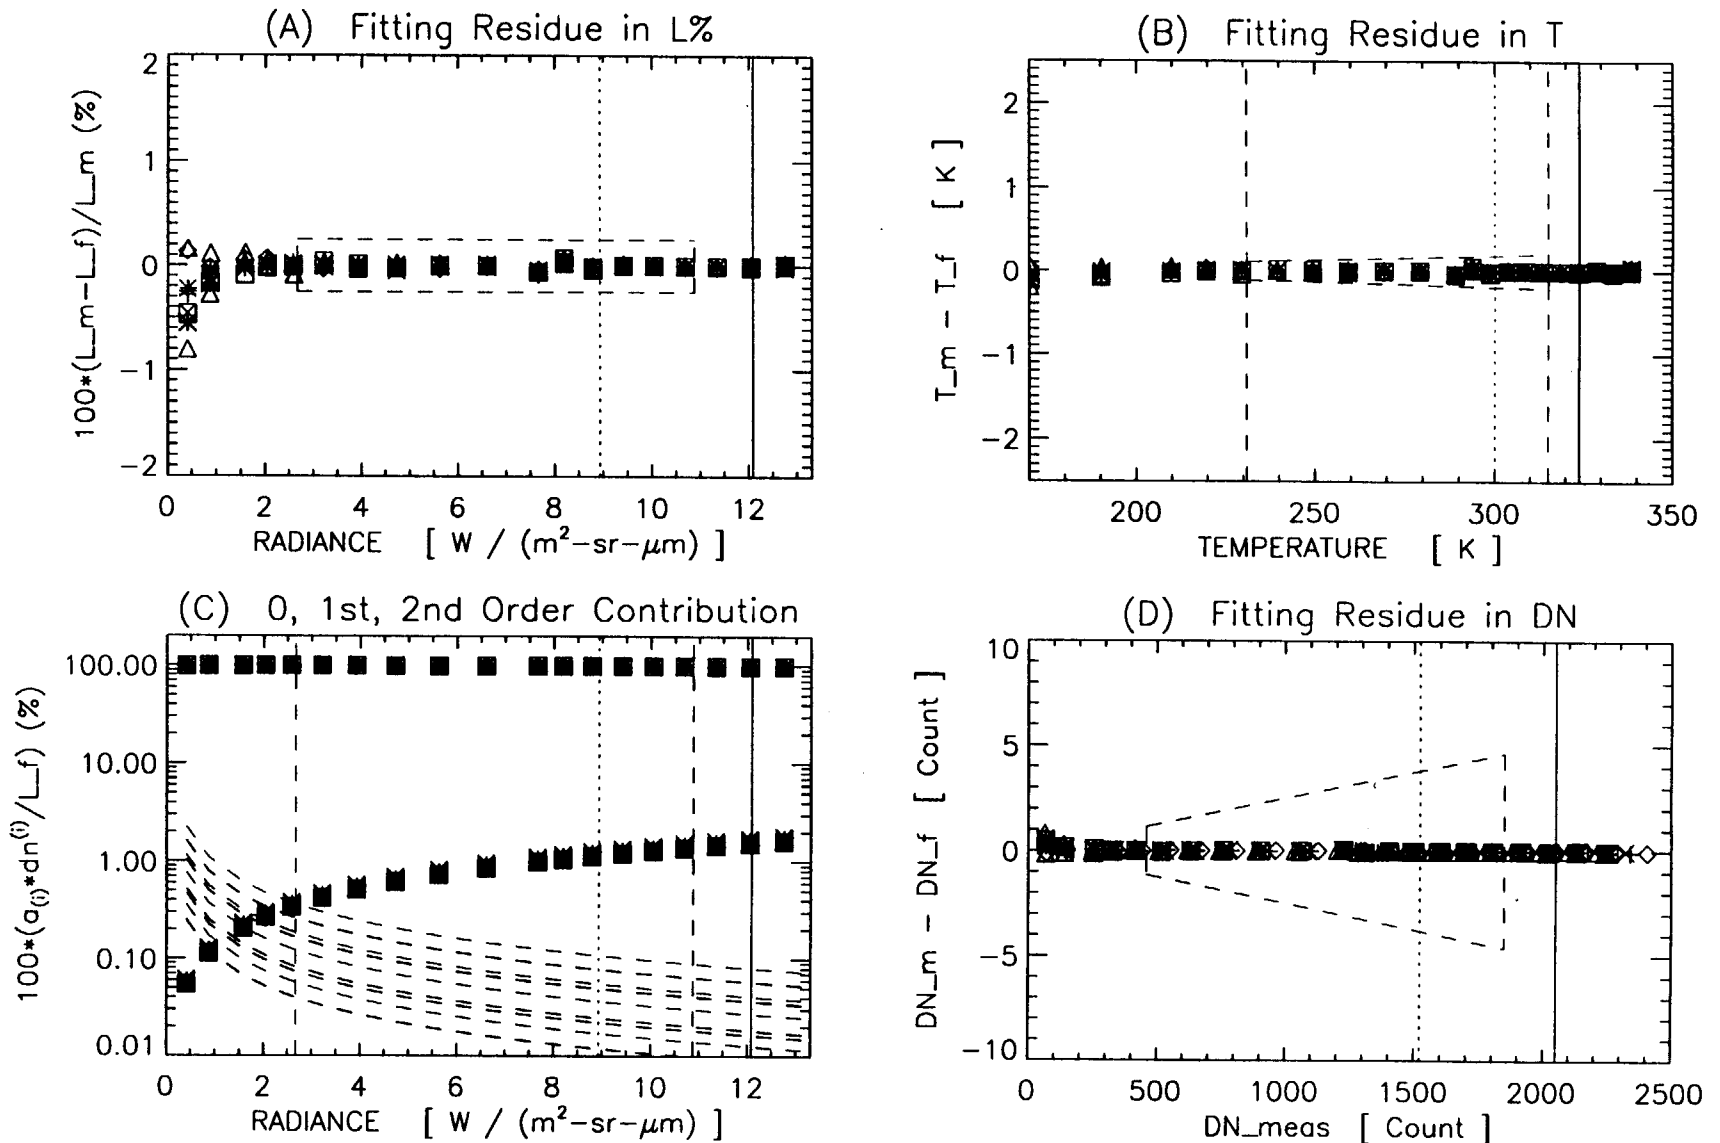 (A) Fitting Residue in L%
2
1
0
−1
−2
100*(L_m−L_f)/L_m (%)
0 2 4 6 8 10 12
RADIANCE [ W / (m²−sr−μm) ]
(B) Fitting Residue in T
2
1
0
−1
−2
T_m − T_f [ K ]
200 250 300 350
TEMPERATURE [ K ]
(C) 0, 1st, 2nd Order Contribution
100.00
10.00
1.00
0.10
0.01
100*(a₍ᵢ₎*dn⁽ⁱ⁾/L_f) (%)
0 2 4 6 8 10 12
RADIANCE [ W / (m²−sr−μm) ]
(D) Fitting Residue in DN
10
5
0
−5
−10
DN_m − DN_f [ Count ]
0 500 1000 1500 2000 2500
DN_meas [ Count ]